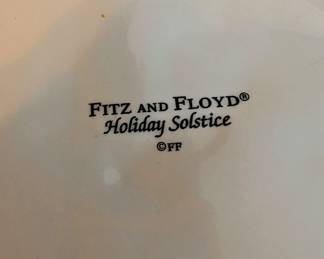 FITZ AND FLOYD®
Holiday Solstice
©FF